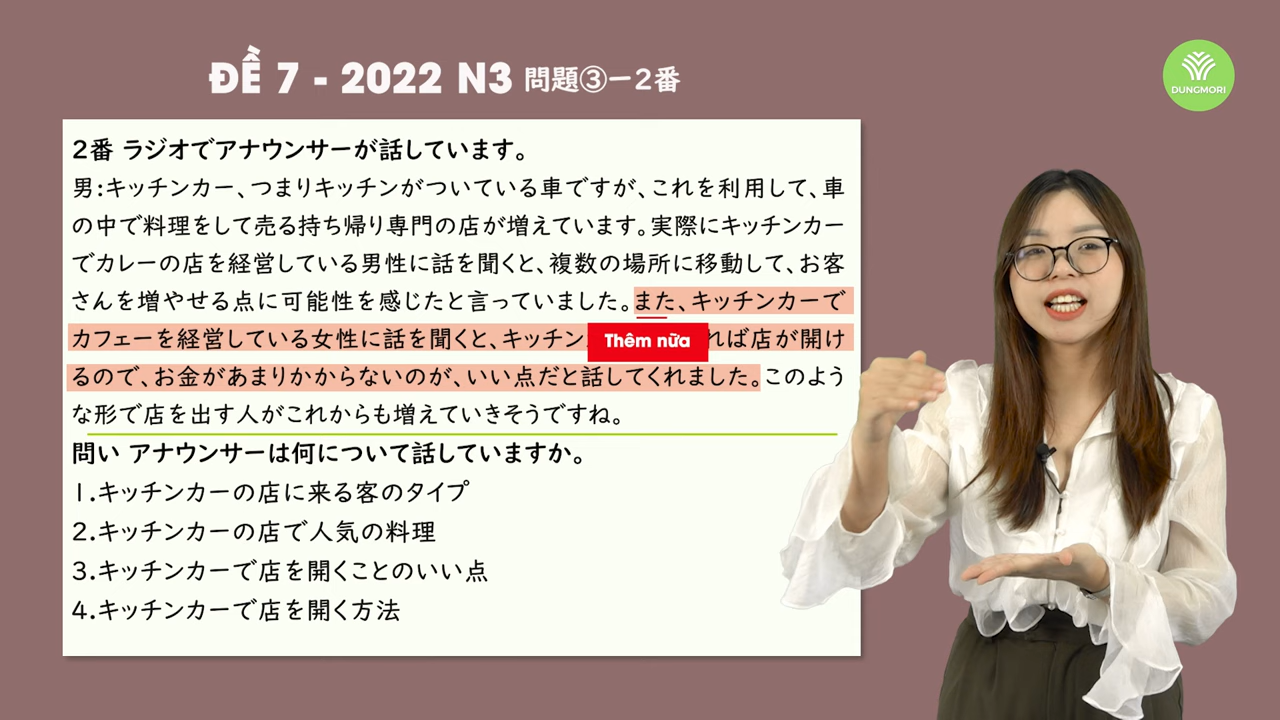 ĐỀ 7 - 2022 N3 問題③ー2番
DUNGMORI
2番 ラジオでアナウンサーが話しています。
男:キッチンカー、つまりキッチンがついている車ですが、これを利用して、車
の中で料理をして売る持ち帰り専門の店が増えています。実際にキッチンカー
でカレーの店を経営している男性に話を聞くと、複数の場所に移動して、お客
さんを増やせる点に可能性を感じたと言っていました。また、キッチンカーで
カフェーを経営している女性に話を聞くと、キッチン
Thêm nữa
れば店が開け
るので、お金があまりかからないのが、いい点だと話してくれました。このよう
な形で店を出す人がこれからも増えていきそうですね。
問い アナウンサーは何について話していますか。
1.キッチンカーの店に来る客のタイプ
2.キッチンカーの店で人気の料理
3.キッチンカーで店を開くことのいい点
4.キッチンカーで店を開く方法